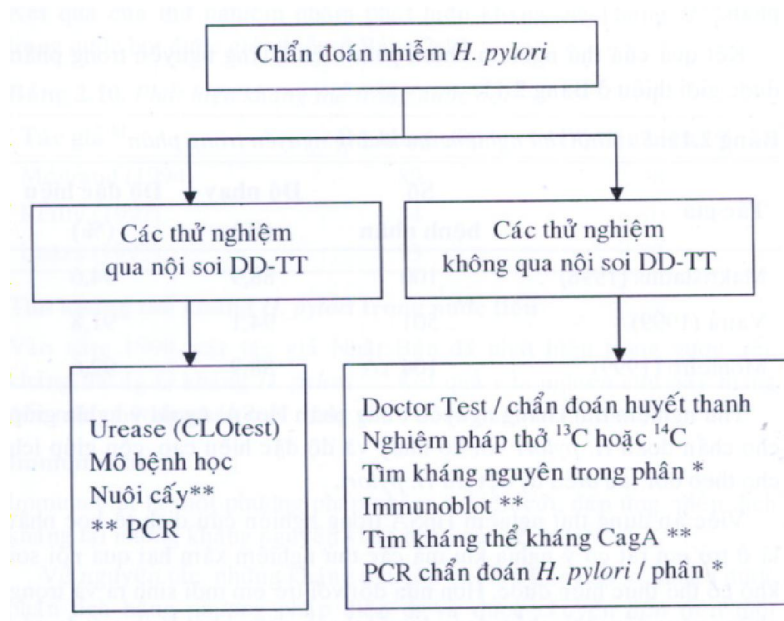 Chẩn đoán nhiễm H. pylori
Các thử nghiệm
qua nội soi DD-TT
Các thử nghiệm
không qua nội soi DD-TT
Urease (CLOtest)
Mô bệnh học
Nuôi cấy**
** PCR
Doctor Test / chẩn đoán huyết thanh
Nghiệm pháp thở ¹³C hoặc ¹⁴C
Tìm kháng nguyên trong phân *
Immunoblot **
Tìm kháng thể kháng CagA **
PCR chẩn đoán H. pylori / phân *